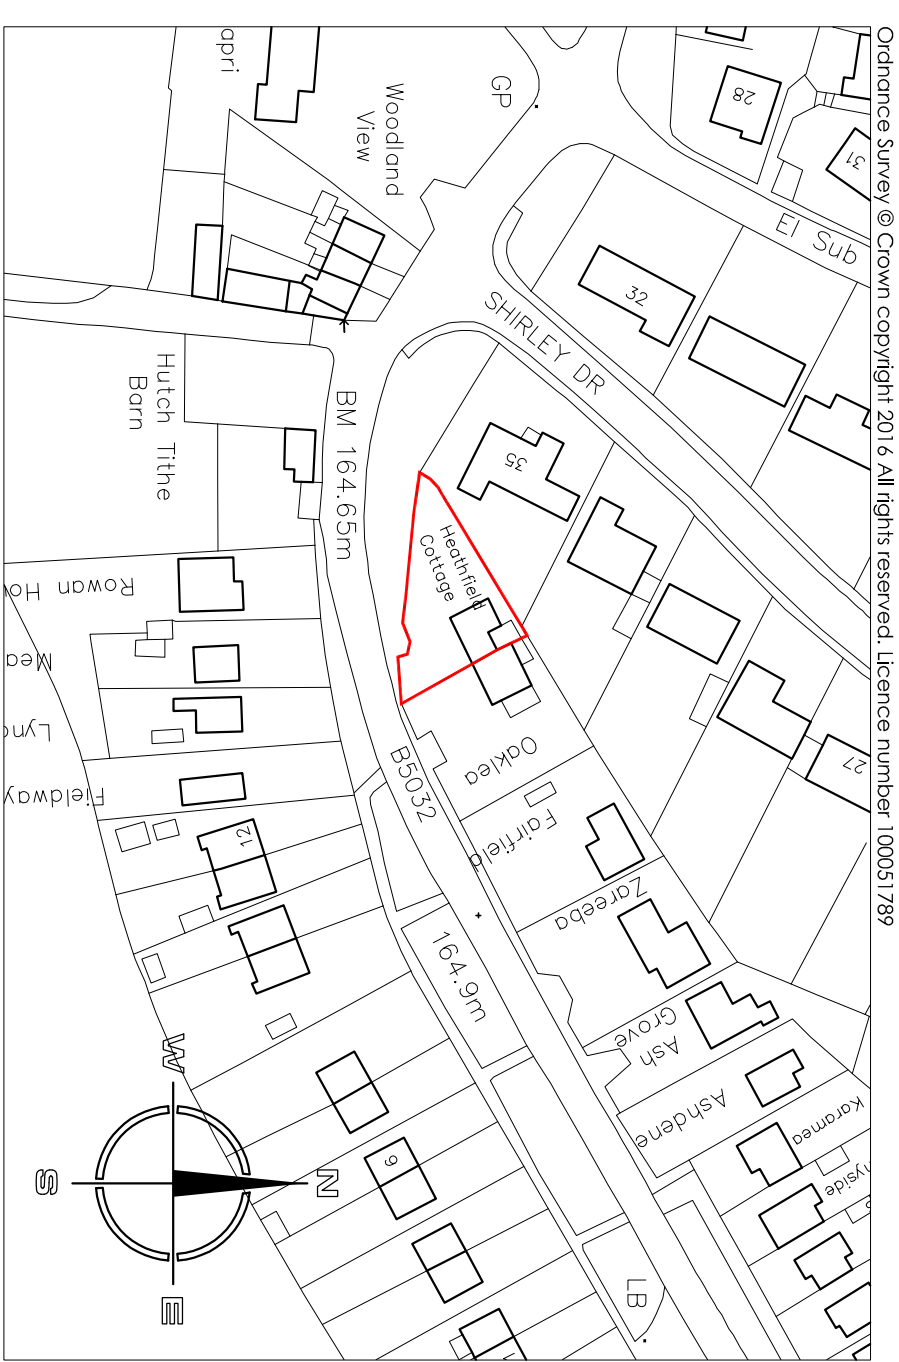 Ordnance Survey © Crown copyright 2016 All rights reserved. Licence number 100051789
apri
Woodland
View
GP
28
31
El Sub
32
SHIRLEY DR
35
27
Hutch Tithe
Barn
BM 164.65m
Heathfield
Cottage
Rowan
Fieldway
B5032
Oaklea
Fairfield
Zareeba
Ash
Grove
Ashdene
Karamea
nyside
12
164.9m
9
LB
N
E
S
W